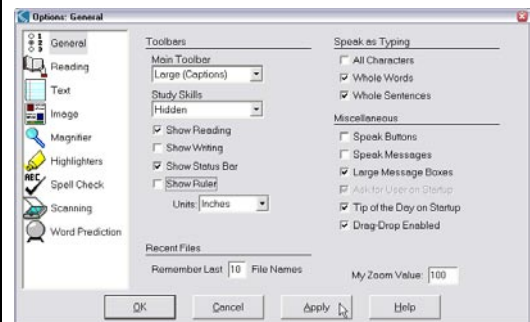 Options: General
General
Reading
Text
Image
Magnifier
Highlighters
Spell Check
Scanning
Word Prediction
Toolbars
Main Toolbar
Large (Captions)
Study Skills
Hidden
Show Reading
Show Writing
Show Status Bar
Show Ruler
Units: Inches
Recent Files
Remember Last 10 File Names
Speak as Typing
All Characters
Whole Words
Whole Sentences
Miscellaneous
Speak Buttons
Speak Messages
Large Message Boxes
Ask for User on Startup
Tip of the Day on Startup
Drag-Drop Enabled
My Zoom Value: 100
OK
Cancel
Apply
Help